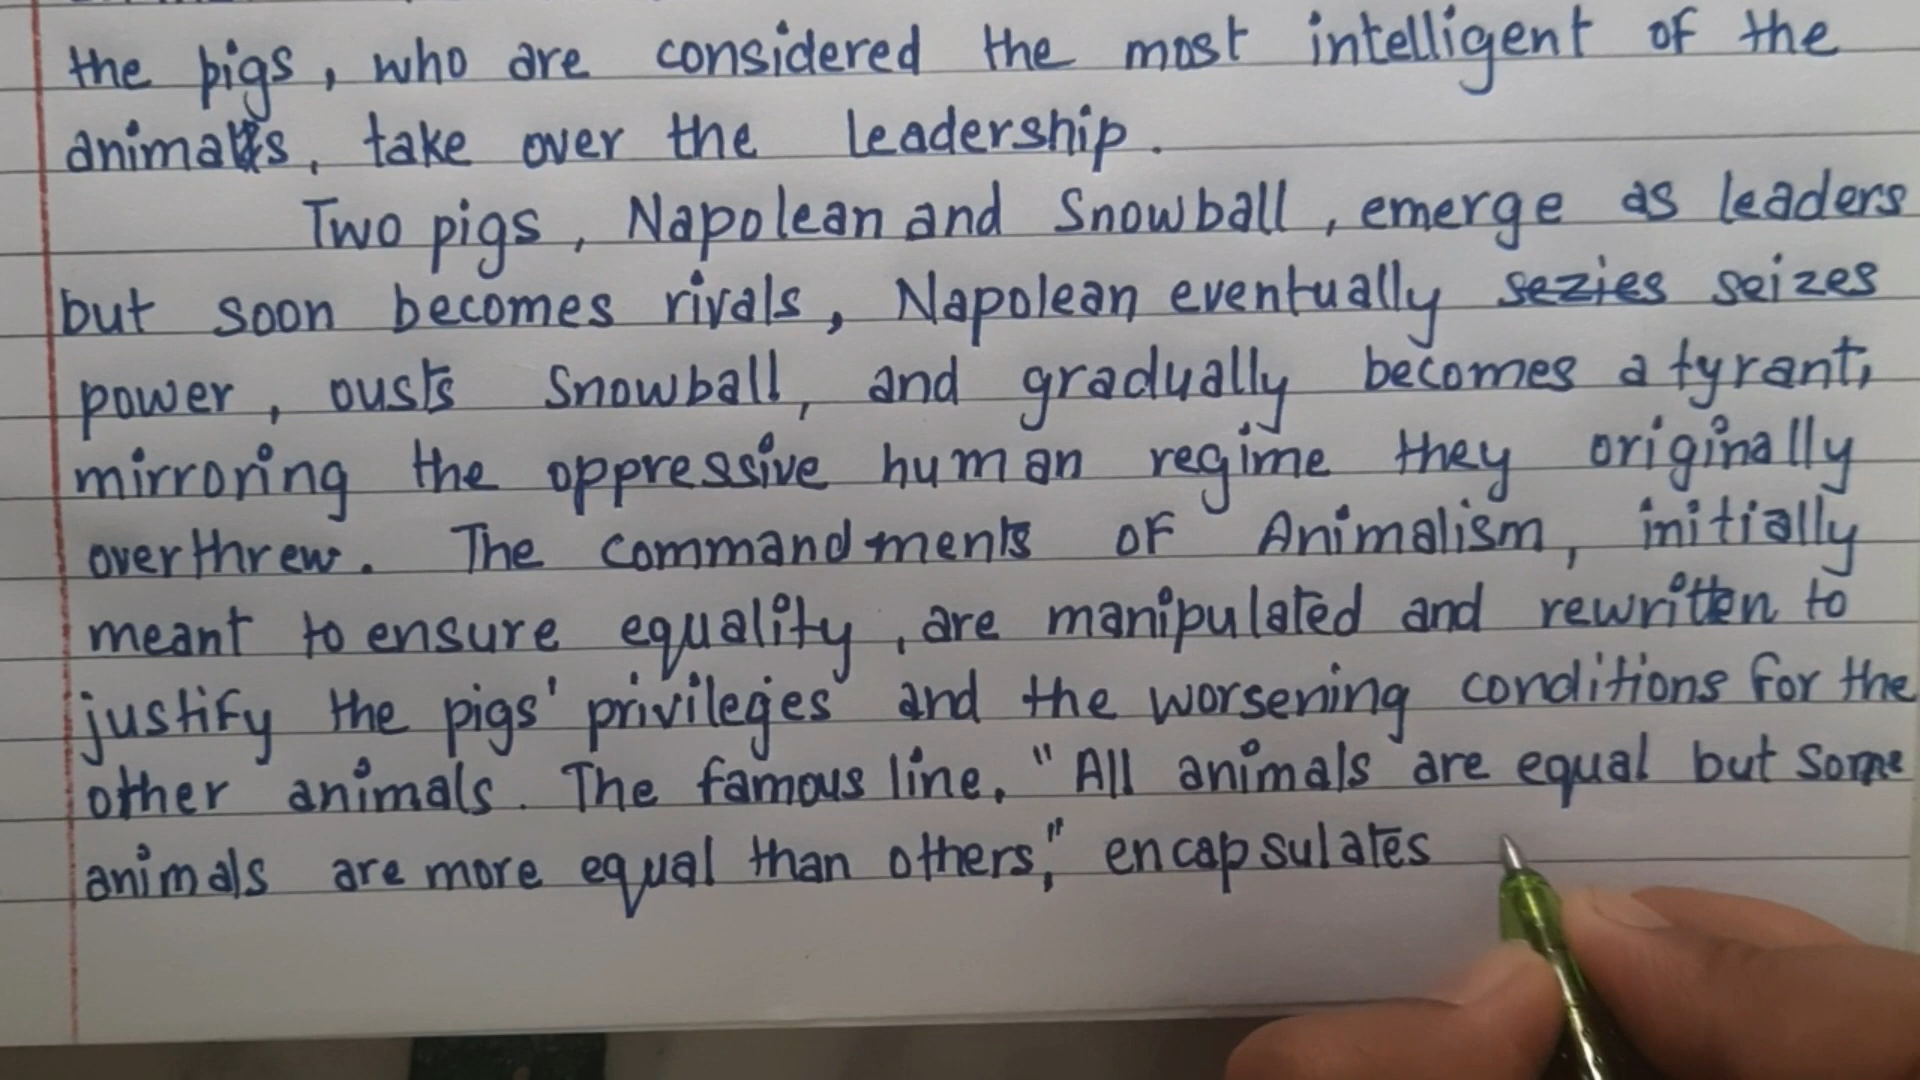 the pigs, who are considered the most intelligent of the
animals, take over the leadership.
Two pigs, Napolean and Snowball, emerge as leaders
but soon becomes rivals, Napolean eventually sezies seizes
power, ousts Snowball, and gradually becomes a tyrant,
mirroring the oppressive human regime they originally
overthrew. The commandments of Animalism, initially
meant to ensure equality, are manipulated and rewritten to
justify the pigs' privileges and the worsening conditions for the
other animals. The famous line, "All animals are equal but some
animals are more equal than others," encapsulates